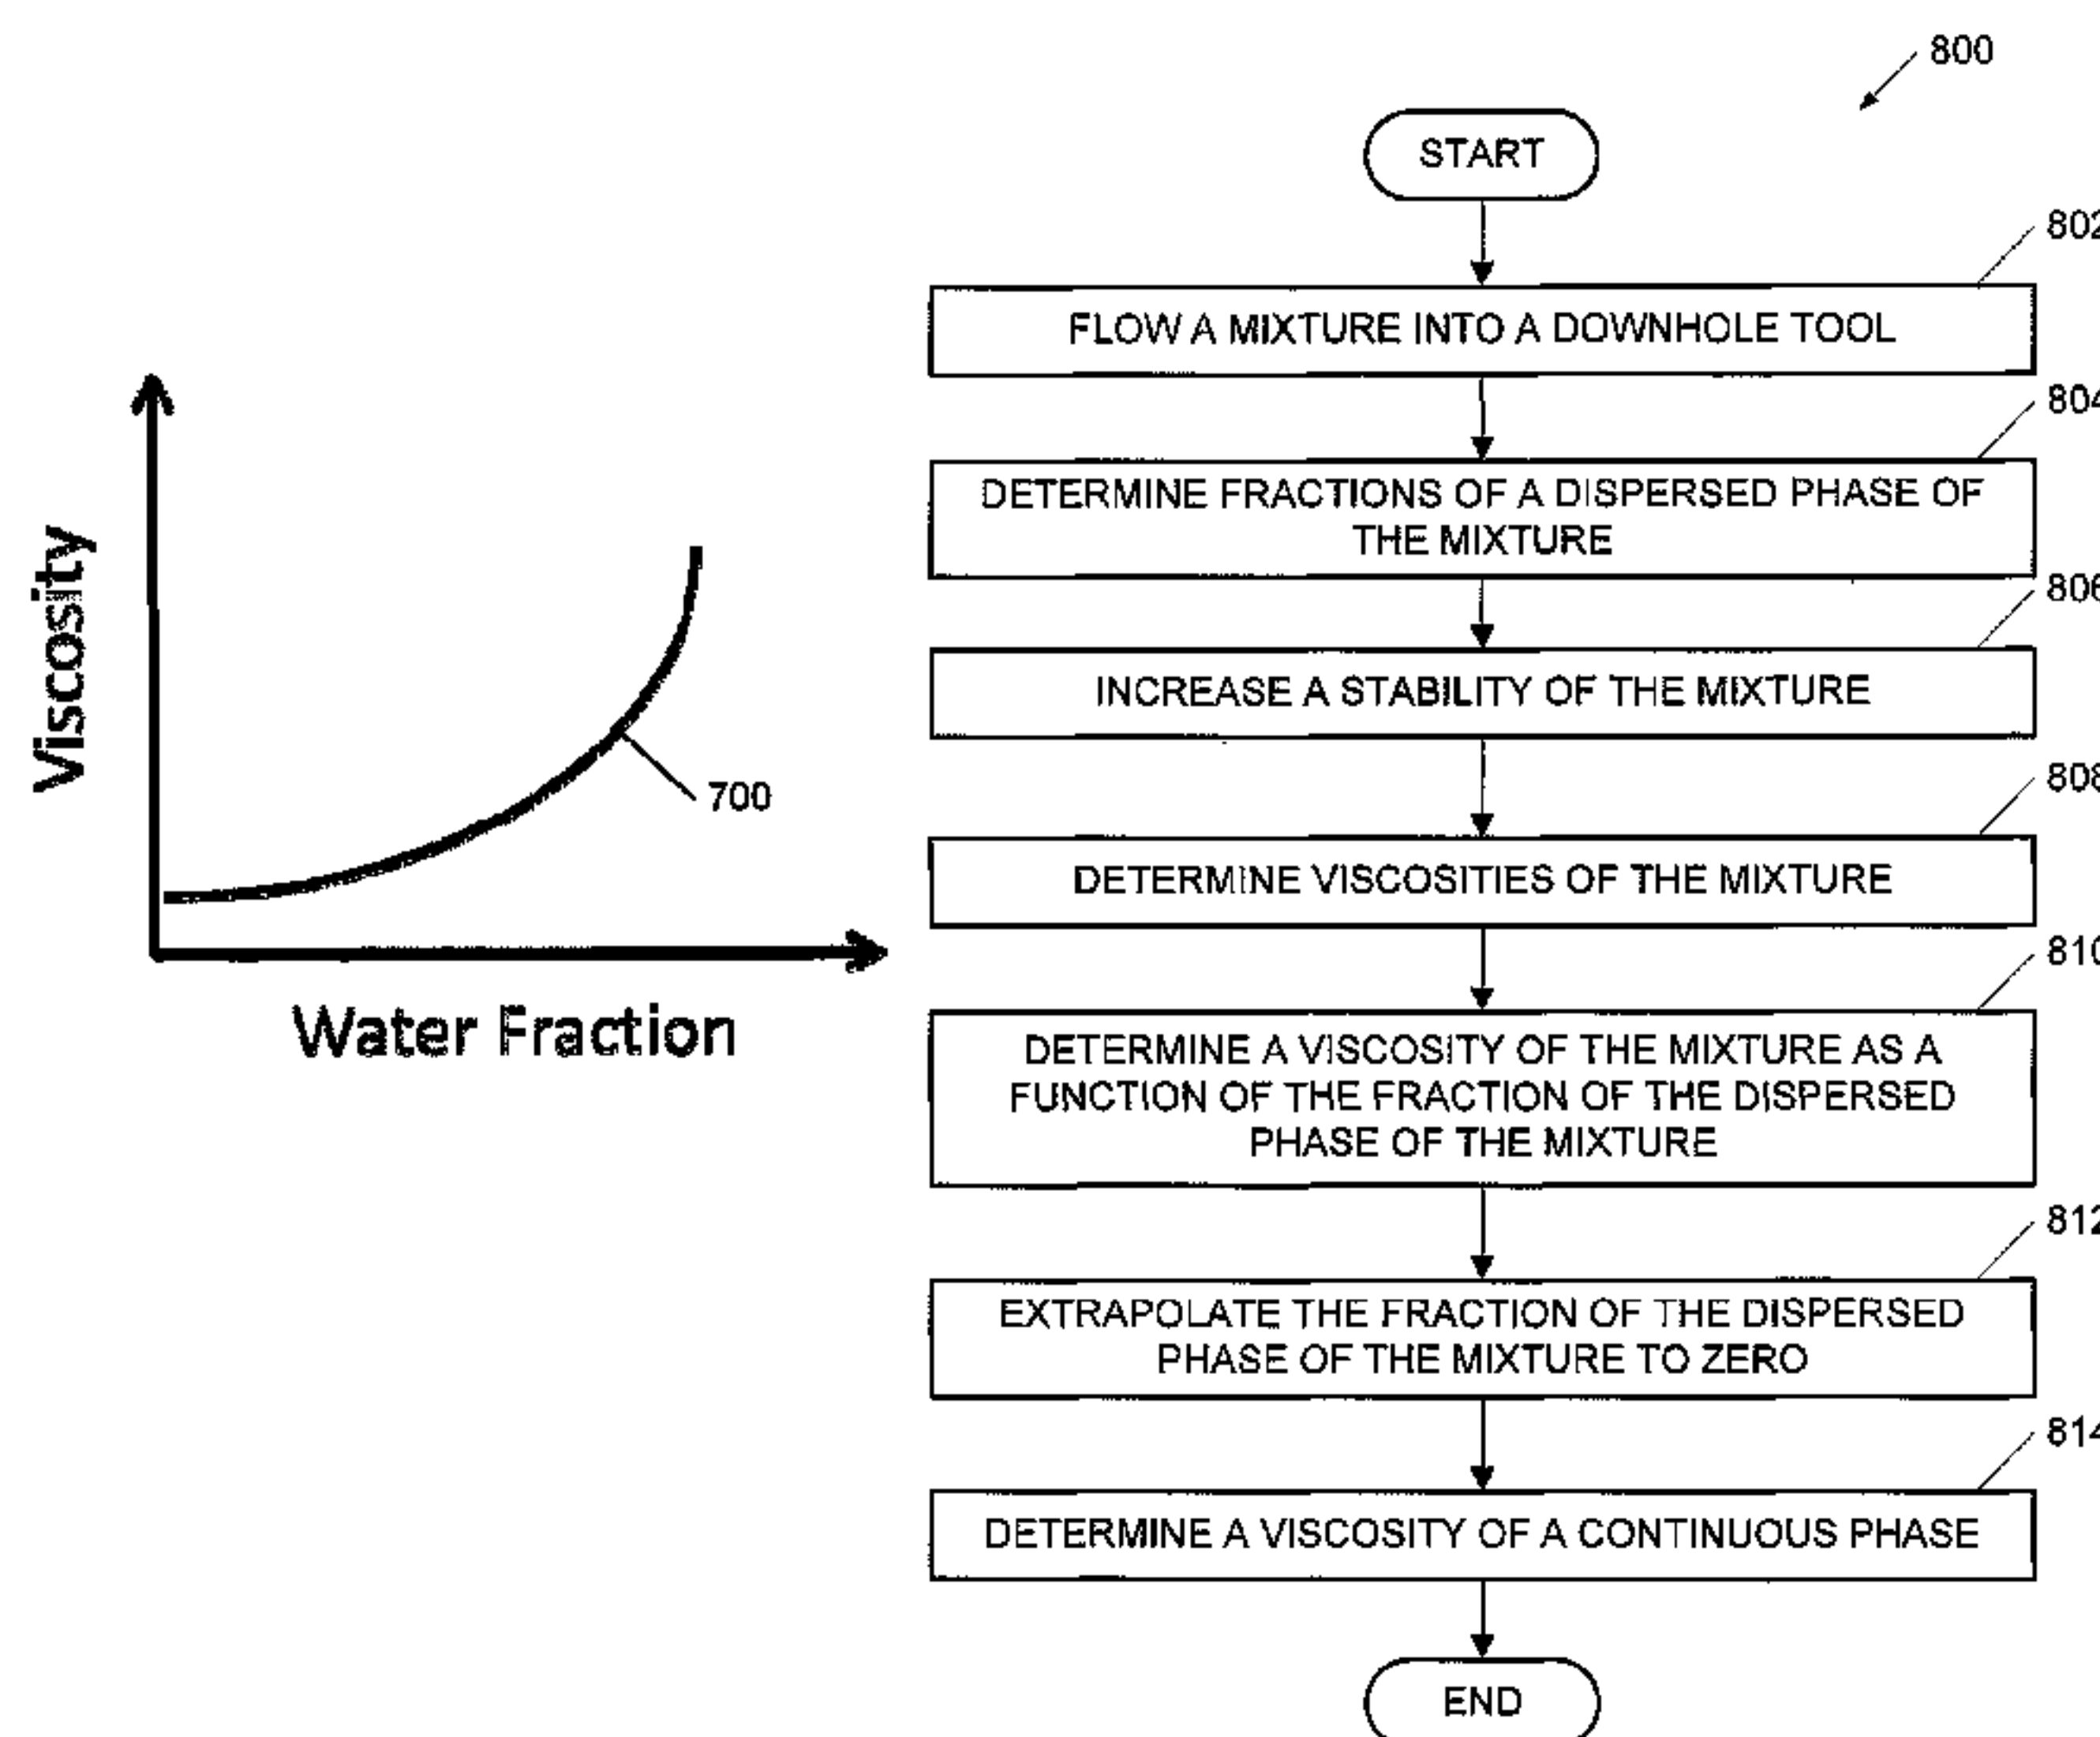 800
START
802
FLOW A MIXTURE INTO A DOWNHOLE TOOL
804
DETERMINE FRACTIONS OF A DISPERSED PHASE OF
THE MIXTURE
806
INCREASE A STABILITY OF THE MIXTURE
808
DETERMINE VISCOSITIES OF THE MIXTURE
810
DETERMINE A VISCOSITY OF THE MIXTURE AS A
FUNCTION OF THE FRACTION OF THE DISPERSED
PHASE OF THE MIXTURE
812
EXTRAPOLATE THE FRACTION OF THE DISPERSED
PHASE OF THE MIXTURE TO ZERO
814
DETERMINE A VISCOSITY OF A CONTINUOUS PHASE
END
Viscosity
700
Water Fraction